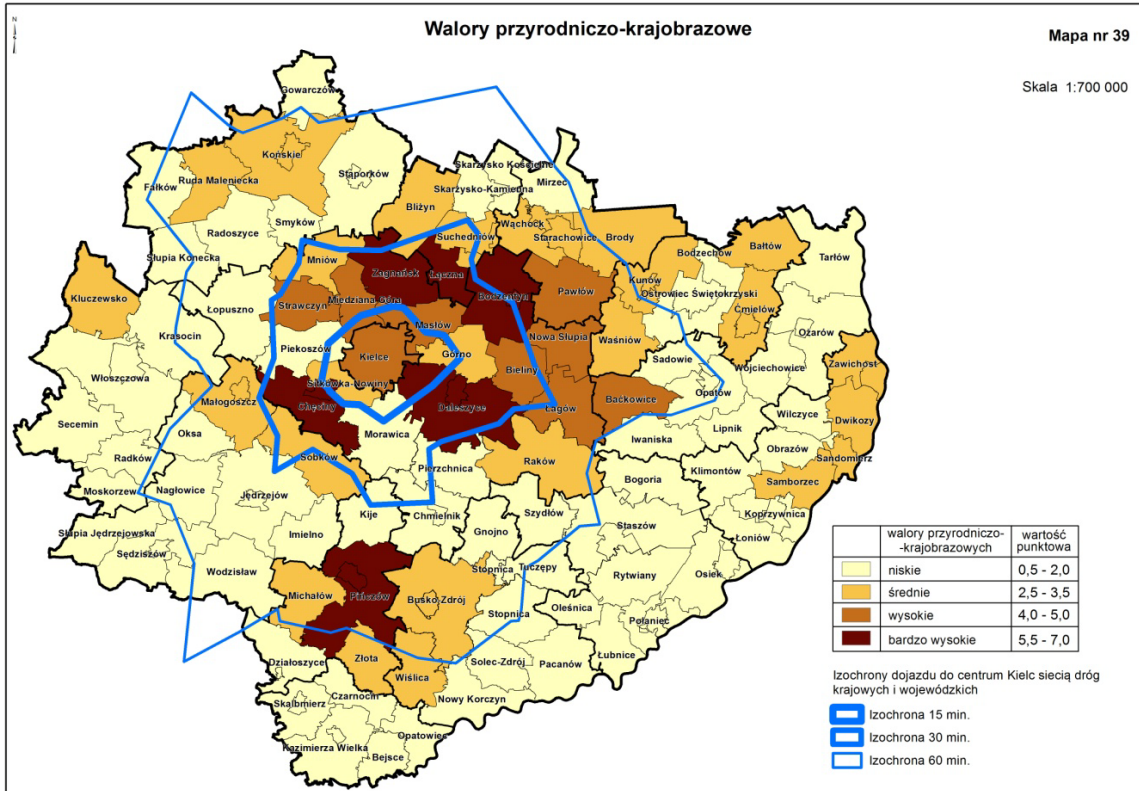 N
Walory przyrodniczo-krajobrazowe
Mapa nr 39
Skala 1:700 000
Gowarczów
Końskie
Ruda Maleniecka
Fałków
Stąporków
Skarżysko Kościelne
Skarżysko-Kamienna
Mirzec
Bliżyn
Smyków
Radoszyce
Słupia Konecka
Suchedniów
Wąchock
Starachowice
Brody
Mniów
Zagnańsk
Łączna
Bodzentyn
Pawłów
Bodzechów
Bałtów
Tarłów
Kunów
Ostrowiec Świętokrzyski
Ćmielów
Kluczewsko
Łopuszno
Strawczyn
Miedziana Góra
Masłów
Nowa Słupia
Waśniów
Ożarów
Krasocin
Piekoszów
Kielce
Górno
Bieliny
Sadowie
Wojciechowice
Zawichost
Włoszczowa
Małogoszcz
Sitkówka-Nowiny
Chęciny
Daleszyce
Łagów
Baćkowice
Opatów
Dwikozy
Secemin
Oksa
Morawica
Lipnik
Wilczyce
Radków
Sobków
Pierzchnica
Raków
Iwaniska
Obrazów
Sandomierz
Klimontów
Samborzec
Moskorzew
Nagłowice
Jędrzejów
Kije
Chmielnik
Szydłów
Bogoria
Koprzywnica
Słupia Jędrzejowska
Sędziszów
Imielno
Gnojno
Staszów
Łoniów
Wodzisław
Michałów
Pińczów
Busko-Zdrój
Stopnica
Tuczępy
Rytwiany
Osiek
Stopnica
Oleśnica
Połaniec
Działoszyce
Złota
Wiślica
Solec-Zdrój
Pacanów
Łubnice
Skalbmierz
Czarnocin
Nowy Korczyn
Kazimierza Wielka
Opatowiec
Bejsce
walory przyrodniczo-
-krajobrazowych
wartość
punktowa
niskie 0,5 - 2,0
średnie 2,5 - 3,5
wysokie 4,0 - 5,0
bardzo wysokie 5,5 - 7,0
Izochrony dojazdu do centrum Kielc siecią dróg
krajowych i wojewódzkich
Izochrona 15 min.
Izochrona 30 min.
Izochrona 60 min.